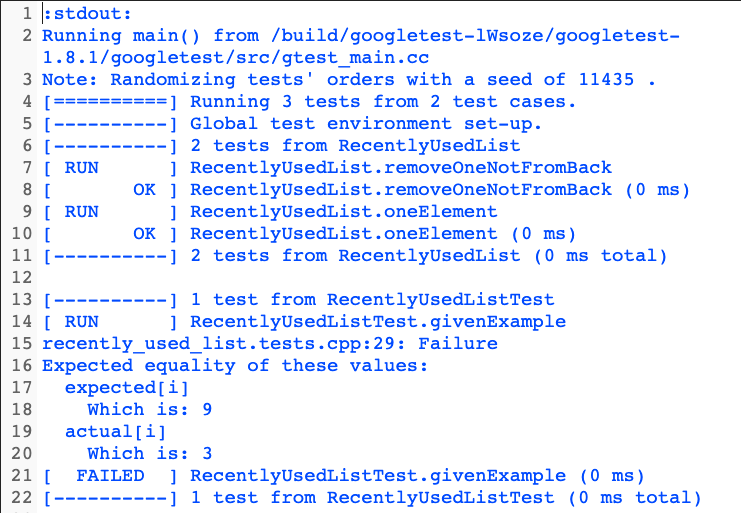 1 :stdout:
2 Running main() from /build/googletest-lWsoze/googletest-
1.8.1/googletest/src/gtest_main.cc
3 Note: Randomizing tests' orders with a seed of 11435 .
4 [==========] Running 3 tests from 2 test cases.
5 [----------] Global test environment set-up.
6 [----------] 2 tests from RecentlyUsedList
7 [ RUN      ] RecentlyUsedList.removeOneNotFromBack
8 [       OK ] RecentlyUsedList.removeOneNotFromBack (0 ms)
9 [ RUN      ] RecentlyUsedList.oneElement
10 [       OK ] RecentlyUsedList.oneElement (0 ms)
11 [----------] 2 tests from RecentlyUsedList (0 ms total)
12
13 [----------] 1 test from RecentlyUsedListTest
14 [ RUN      ] RecentlyUsedListTest.givenExample
15 recently_used_list.tests.cpp:29: Failure
16 Expected equality of these values:
17   expected[i]
18     Which is: 9
19   actual[i]
20     Which is: 3
21 [  FAILED  ] RecentlyUsedListTest.givenExample (0 ms)
22 [----------] 1 test from RecentlyUsedListTest (0 ms total)